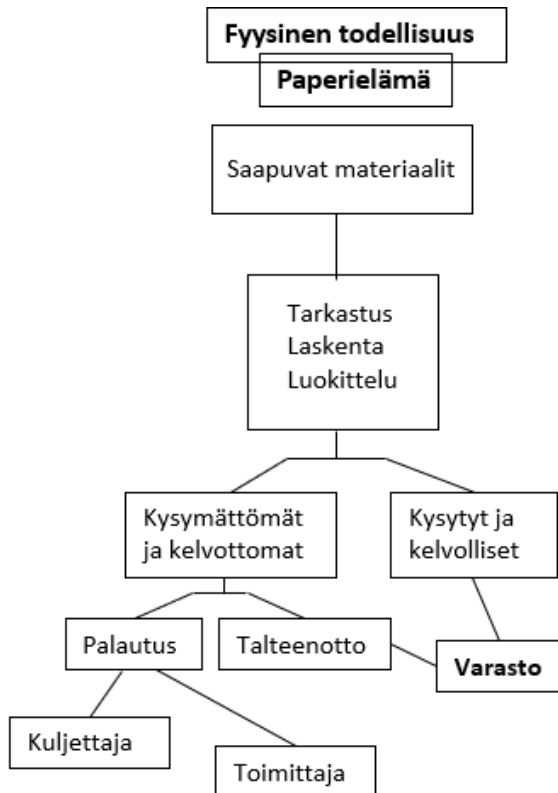 Fyysinen todellisuus
Paperielämä
Saapuvat materiaalit
Tarkastus
Laskenta
Luokittelu
Kysymättömät
ja kelvottomat
Kysytyt ja
kelvolliset
Palautus
Talteenotto
Varasto
Kuljettaja
Toimittaja